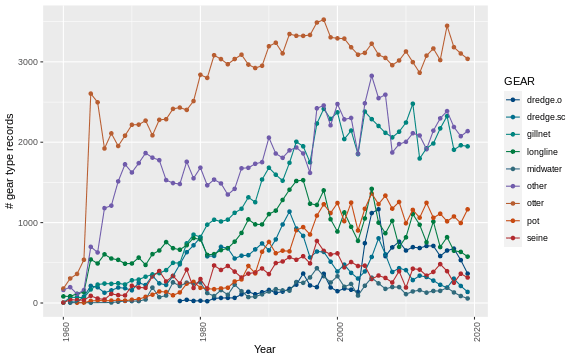 3000
2000
1000
0
# gear type records
1960
1980
2000
2020
Year
GEAR
dredge.o
dredge.sc
gillnet
longline
midwater
other
otter
pot
seine